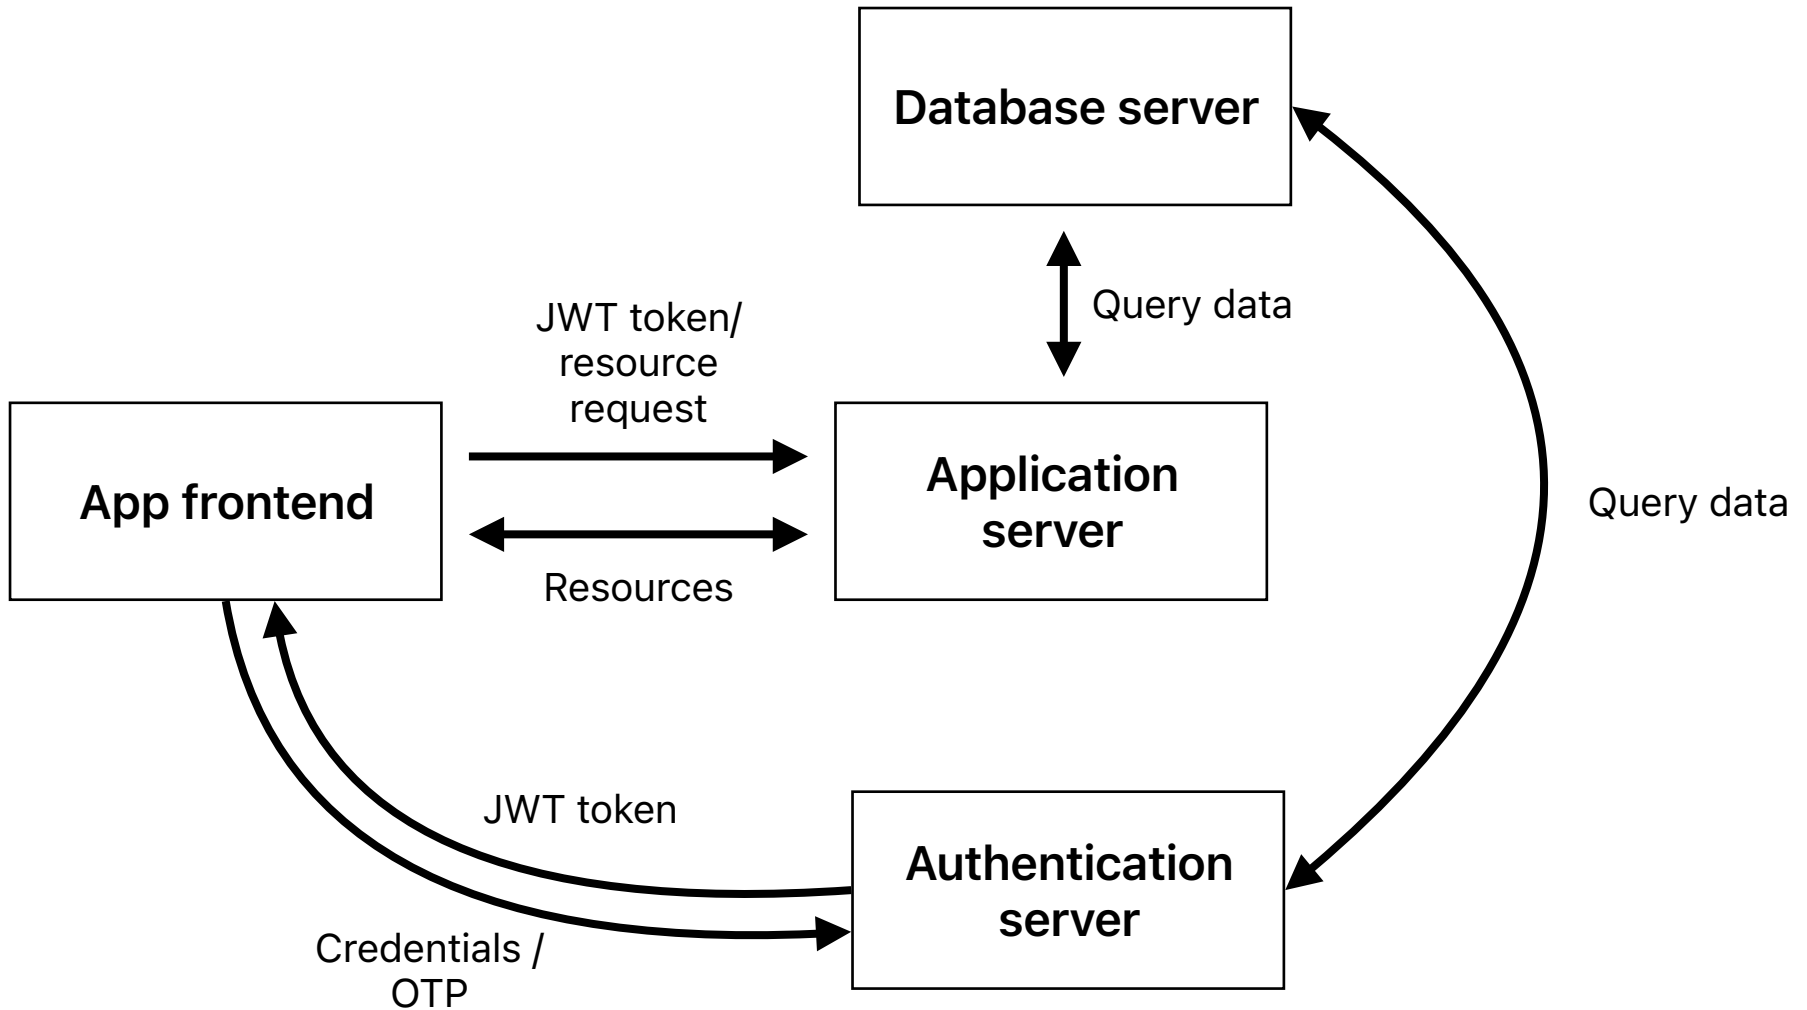 Database server
Query data
JWT token/
resource
request
App frontend
Application
server
Query data
Resources
JWT token
Authentication
server
Credentials /
OTP